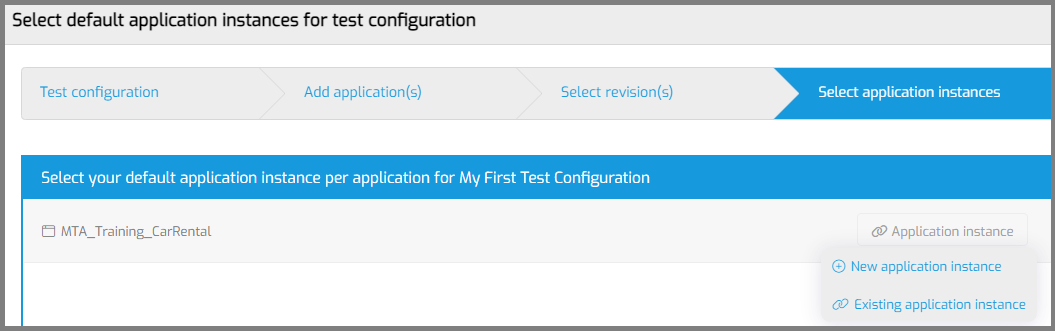 Select default application instances for test configuration
Test configuration
Add application(s)
Select revision(s)
Select application instances
Select your default application instance per application for My First Test Configuration
MTA_Training_CarRental
Application instance
New application instance
Existing application instance